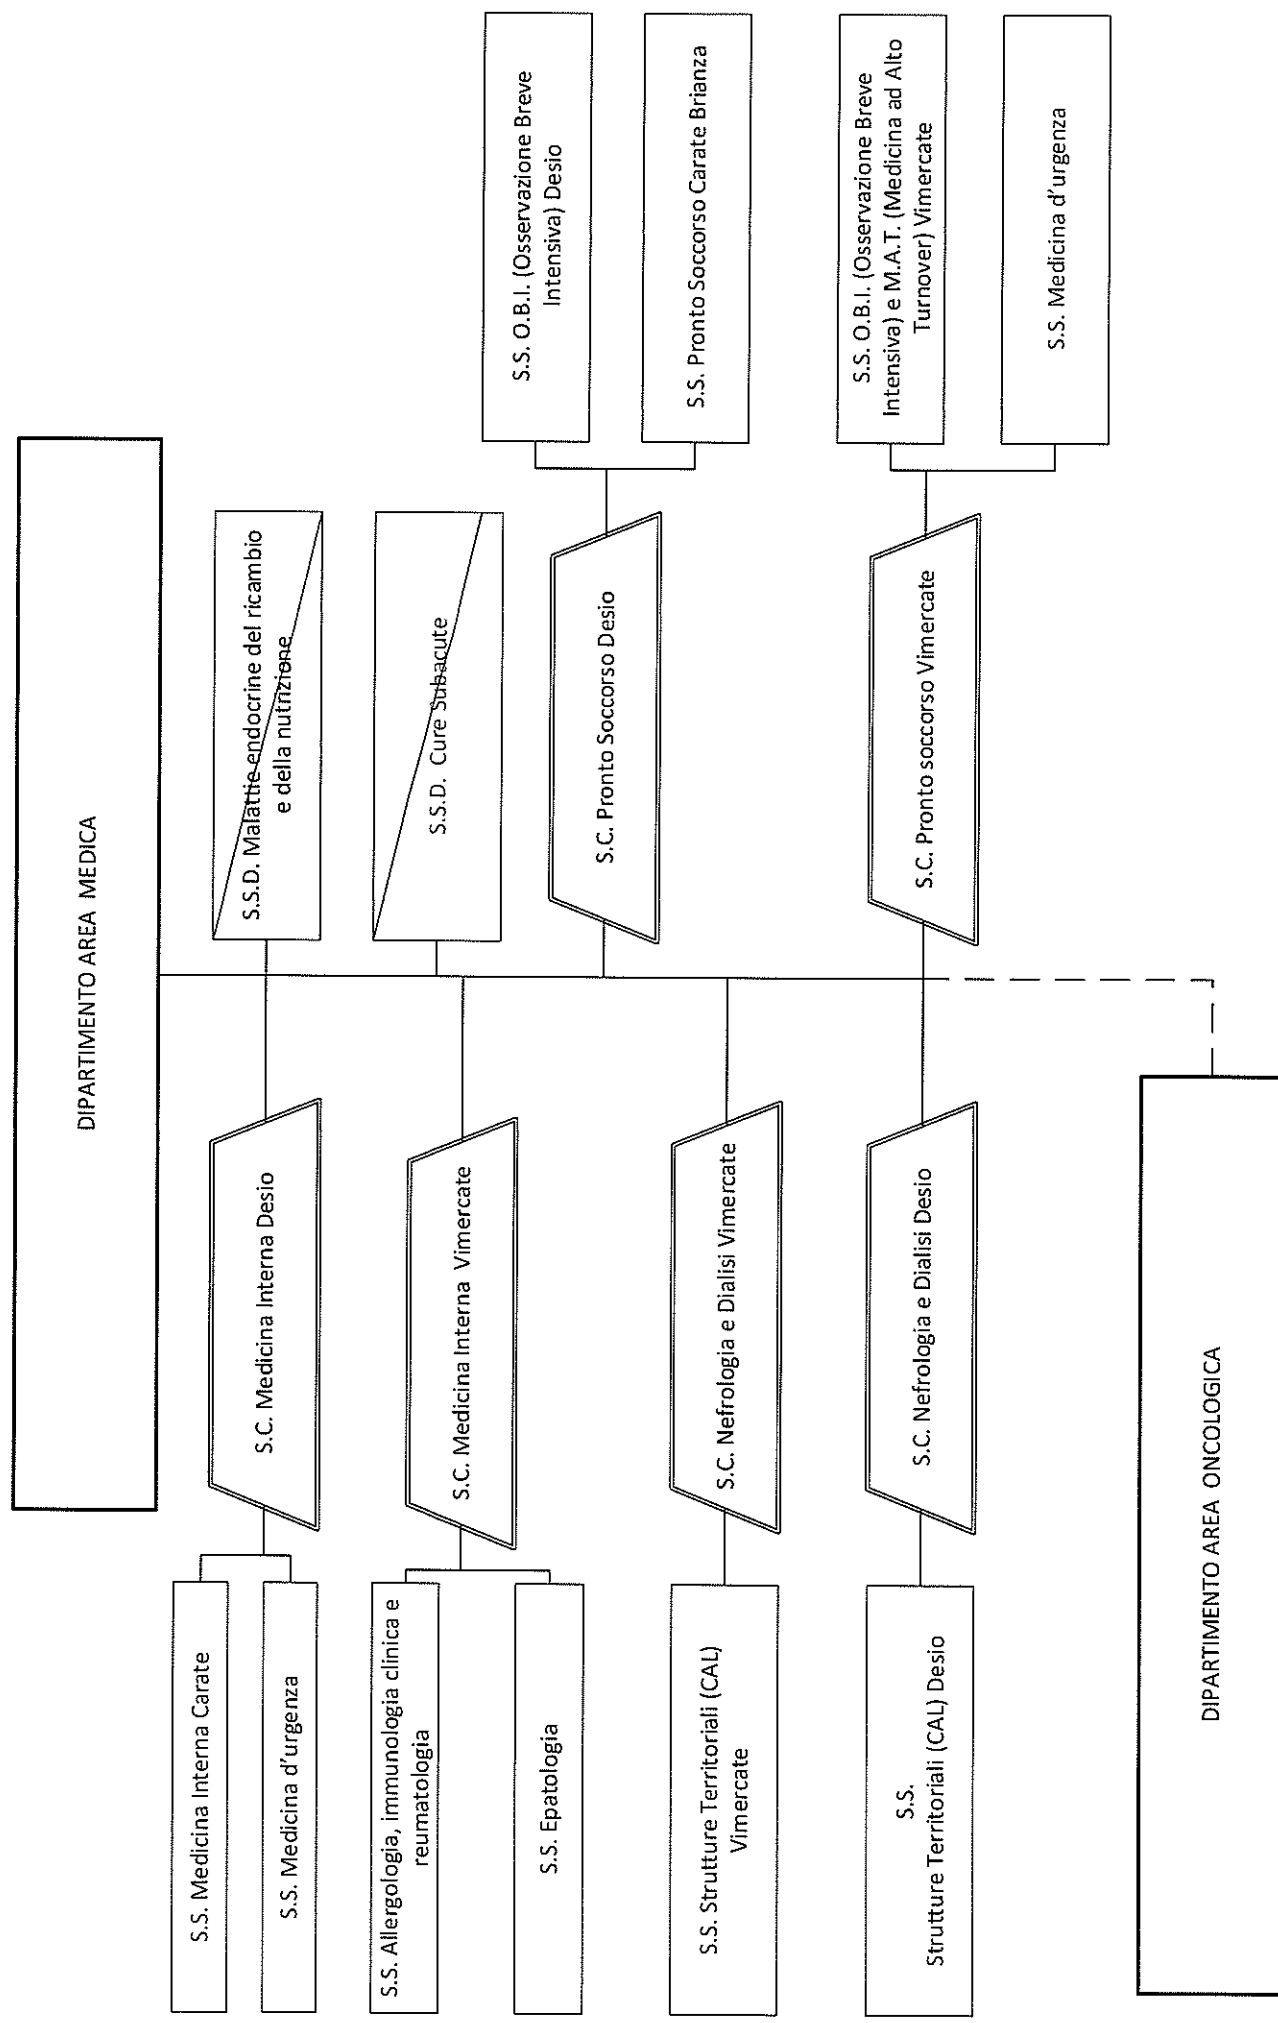 DIPARTIMENTO AREA MEDICA
S.S. Medicina Interna Carate
S.S. Medicina d'urgenza
S.C. Medicina Interna Desio
S.S.D. Malattie endocrine del ricambio
e della nutrizione
S.S. Allergologia, immunologia clinica e
reumatologia
S.S. Epatologia
S.C. Medicina Interna Vimercate
S.S.D. Cure Subacute
S.C. Pronto Soccorso Desio
S.S. O.B.I. (Osservazione Breve
Intensiva) Desio
S.S. Pronto Soccorso Carate Brianza
S.S. Strutture Territoriali (CAL)
Vimercate
S.C. Nefrologia e Dialisi Vimercate
S.S.
Strutture Territoriali (CAL) Desio
S.C. Nefrologia e Dialisi Desio
S.C. Pronto soccorso Vimercate
S.S. O.B.I. (Osservazione Breve
Intensiva) e M.A.T. (Medicina ad Alto
Turnover) Vimercate
S.S. Medicina d'urgenza
DIPARTIMENTO AREA ONCOLOGICA